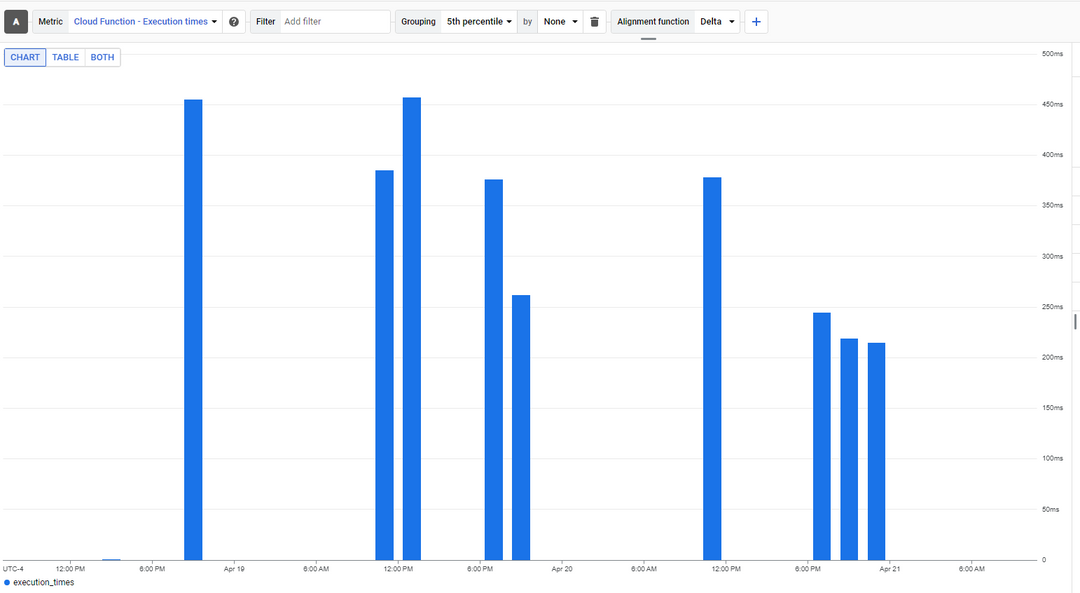 A Metric Cloud Function - Execution times Filter Add filter Grouping 5th percentile by None Alignment function Delta
CHART TABLE BOTH
500ms
450ms
400ms
350ms
300ms
250ms
200ms
150ms
100ms
50ms
0
UTC-4 12:00 PM 6:00 PM Apr 19 6:00 AM 12:00 PM 6:00 PM Apr 20 6:00 AM 12:00 PM 6:00 PM Apr 21 6:00 AM
execution_times